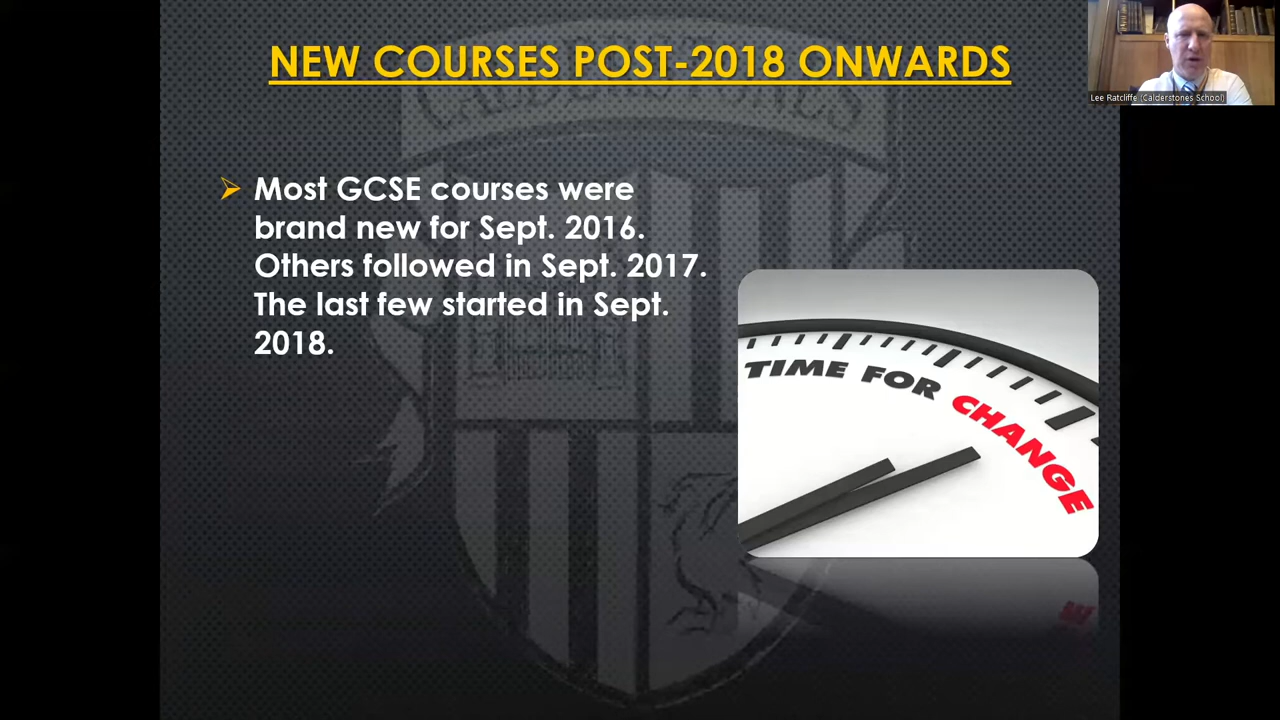 NEW COURSES POST-2018 ONWARDS
Lee Ratcliffe (Calderstones School)
Most GCSE courses were
brand new for Sept. 2016.
Others followed in Sept. 2017.
The last few started in Sept.
2018.
TIME FOR CHANGE